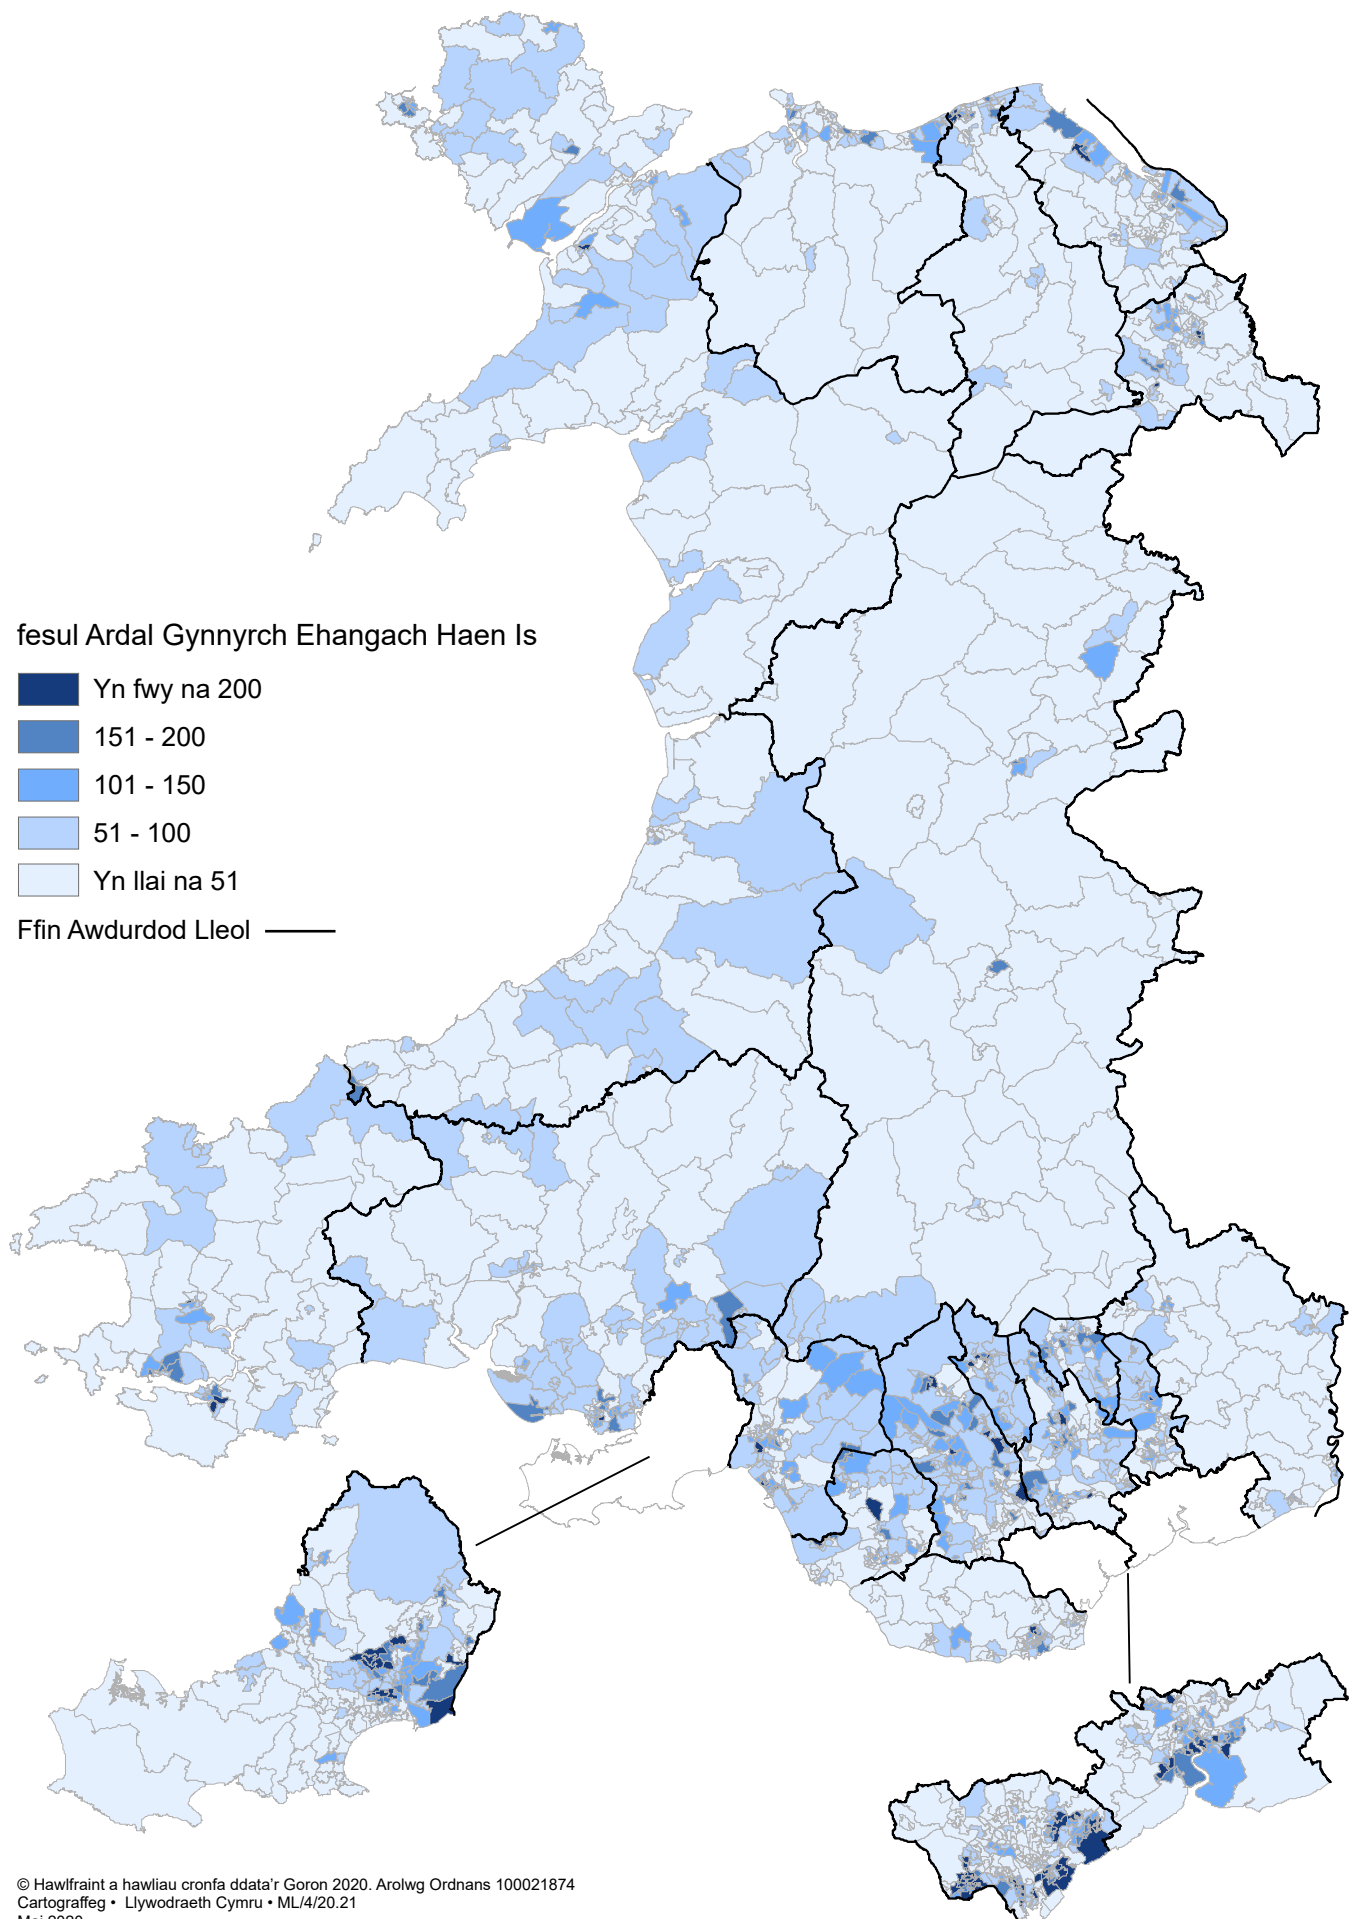 fesul Ardal Gynnyrch Ehangach Haen Is
Yn fwy na 200
151 - 200
101 - 150
51 - 100
Yn llai na 51
Ffin Awdurdod Lleol
© Hawlfraint a hawliau cronfa ddata’r Goron 2020. Arolwg Ordnans 100021874
Cartograffeg • Llywodraeth Cymru • ML/4/20.21
Mai 2020